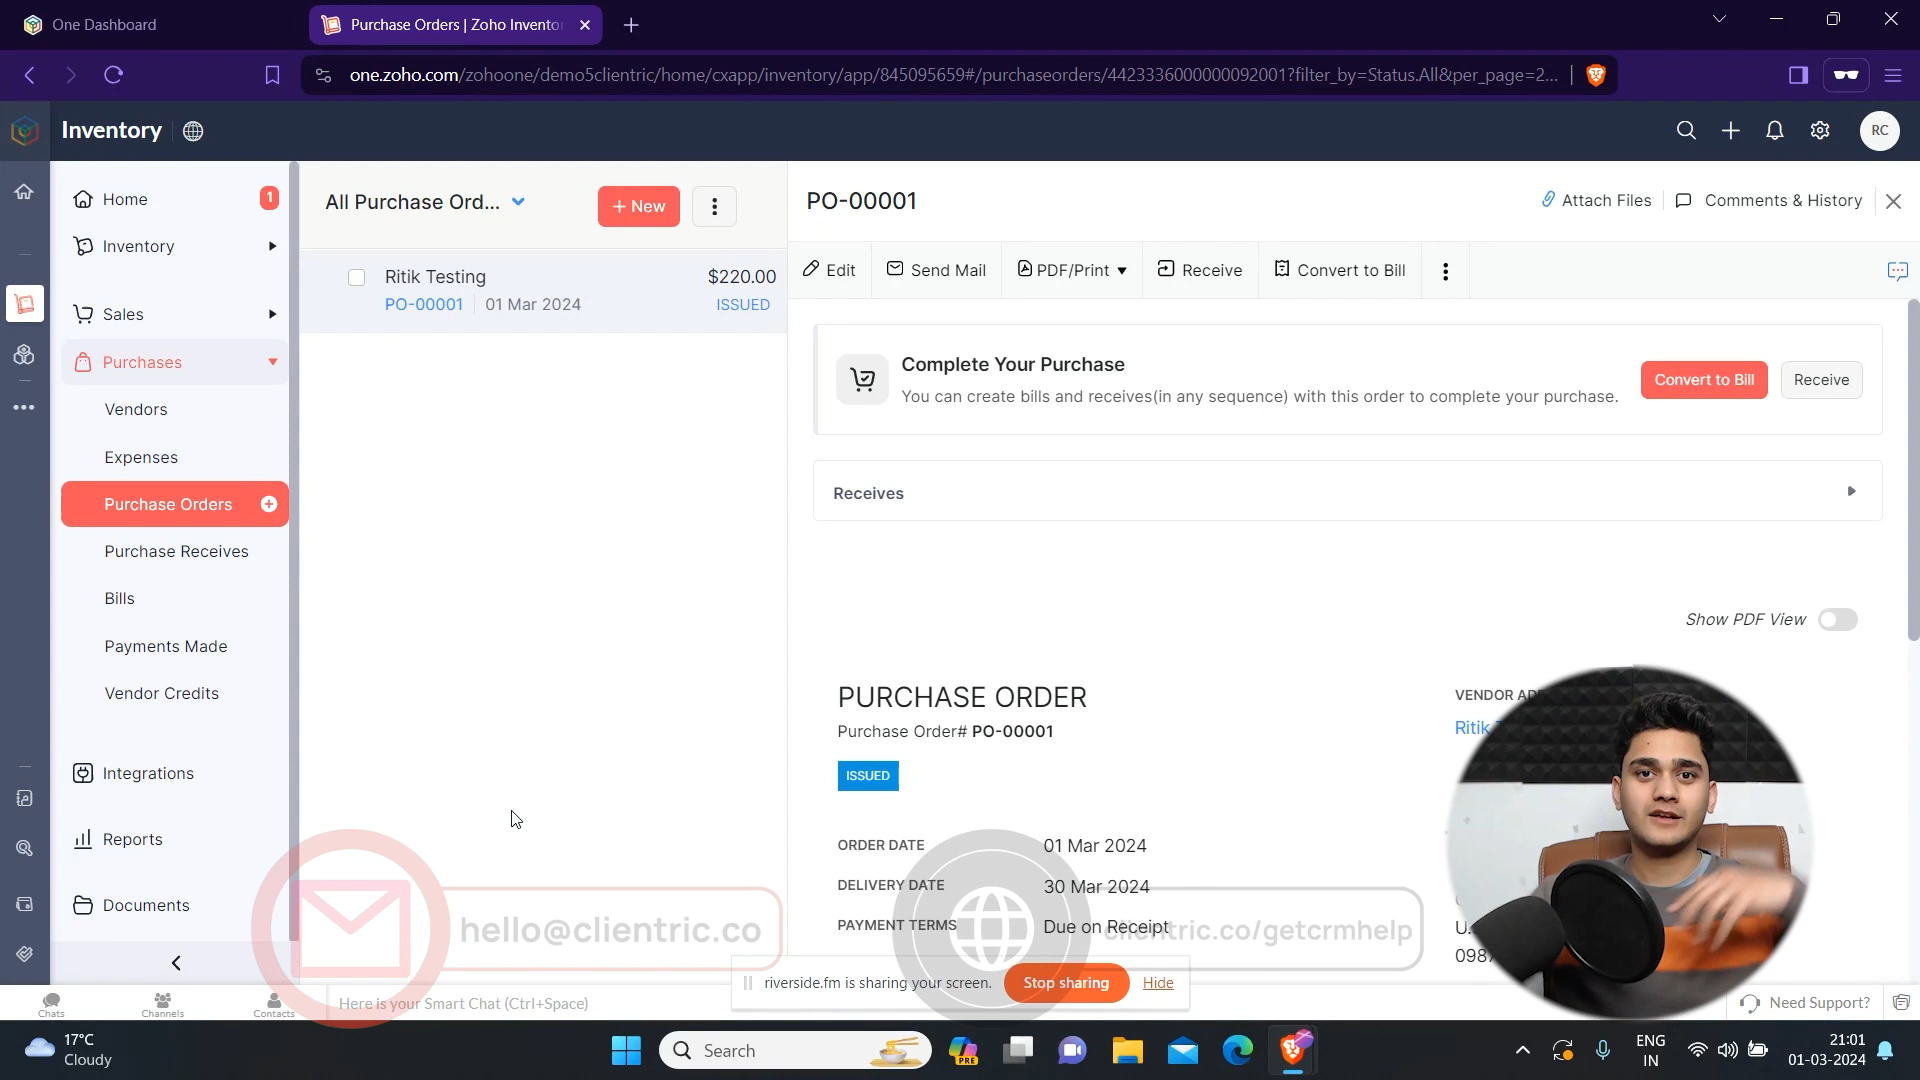 One Dashboard
Purchase Orders | Zoho Invento
one.zoho.com/zohoone/demo5clientric/home/cxapp/inventory/app/845095659#/purchaseorders/4423336000000092001?filter_by=Status.All&per_page=2...
Inventory
RC
Home
1
Inventory
Sales
Purchases
Vendors
Expenses
Purchase Orders
Purchase Receives
Bills
Payments Made
Vendor Credits
Integrations
Reports
Documents
All Purchase Ord...
+ New
Ritik Testing
$220.00
PO-00001
01 Mar 2024
ISSUED
PO-00001
Attach Files
Comments & History
Edit
Send Mail
PDF/Print
Receive
Convert to Bill
Complete Your Purchase
You can create bills and receives(in any sequence) with this order to complete your purchase.
Convert to Bill
Receive
Receives
Show PDF View
PURCHASE ORDER
Purchase Order# PO-00001
ISSUED
VENDOR
Ritik
ORDER DATE
01 Mar 2024
DELIVERY DATE
30 Mar 2024
PAYMENT TERMS
Due on Receipt
hello@clientric.co
clientric.co/getcrmhelp
riverside.fm is sharing your screen.
Stop sharing
Hide
Chats
Channels
Contacts
Here is your Smart Chat (Ctrl+Space)
Need Support?
17°C
Cloudy
Search
PRE
ENG
IN
21:01
01-03-2024